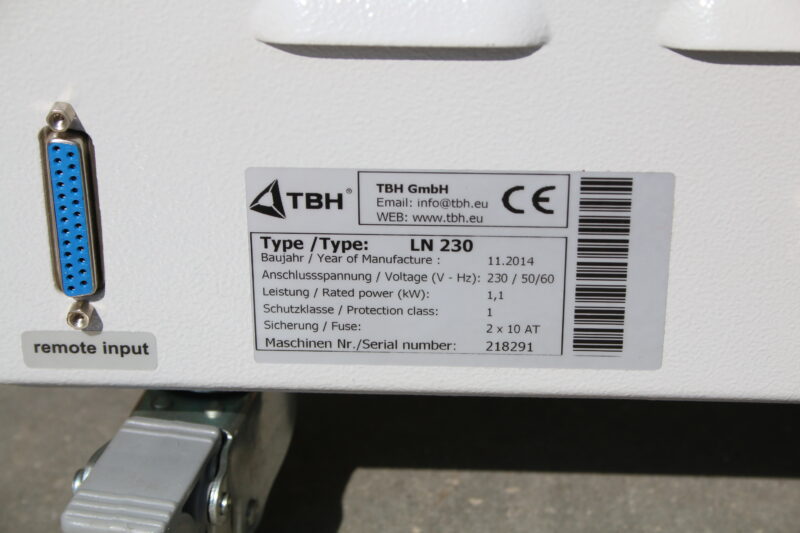 TBH®
TBH GmbH
Email: info@tbh.eu
WEB: www.tbh.eu
CE
Type /Type: LN 230
Baujahr / Year of Manufacture : 11.2014
Anschlussspannung / Voltage (V - Hz): 230 / 50/60
Leistung / Rated power (kW): 1,1
Schutzklasse / Protection class: 1
Sicherung / Fuse: 2 x 10 AT
Maschinen Nr./Serial number: 218291
remote input